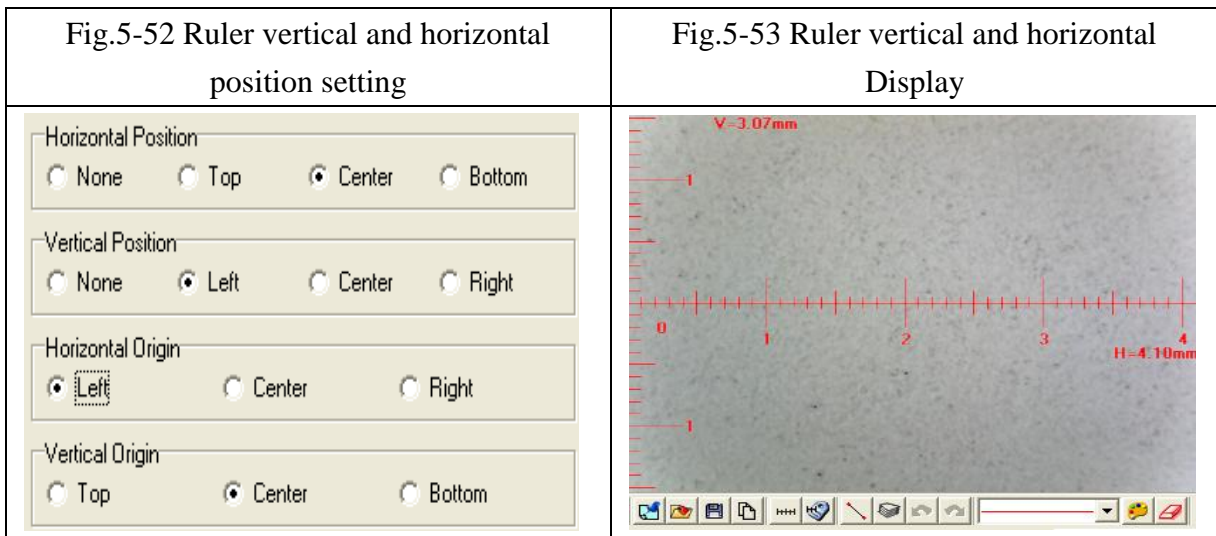 Fig.5-52 Ruler vertical and horizontal
position setting
Fig.5-53 Ruler vertical and horizontal
Display
Horizontal Position
None Top Center Bottom
Vertical Position
None Left Center Right
Horizontal Origin
Left Center Right
Vertical Origin
Top Center Bottom
V=3.07mm
1
0 1 2 3 4
H=4.10mm
1